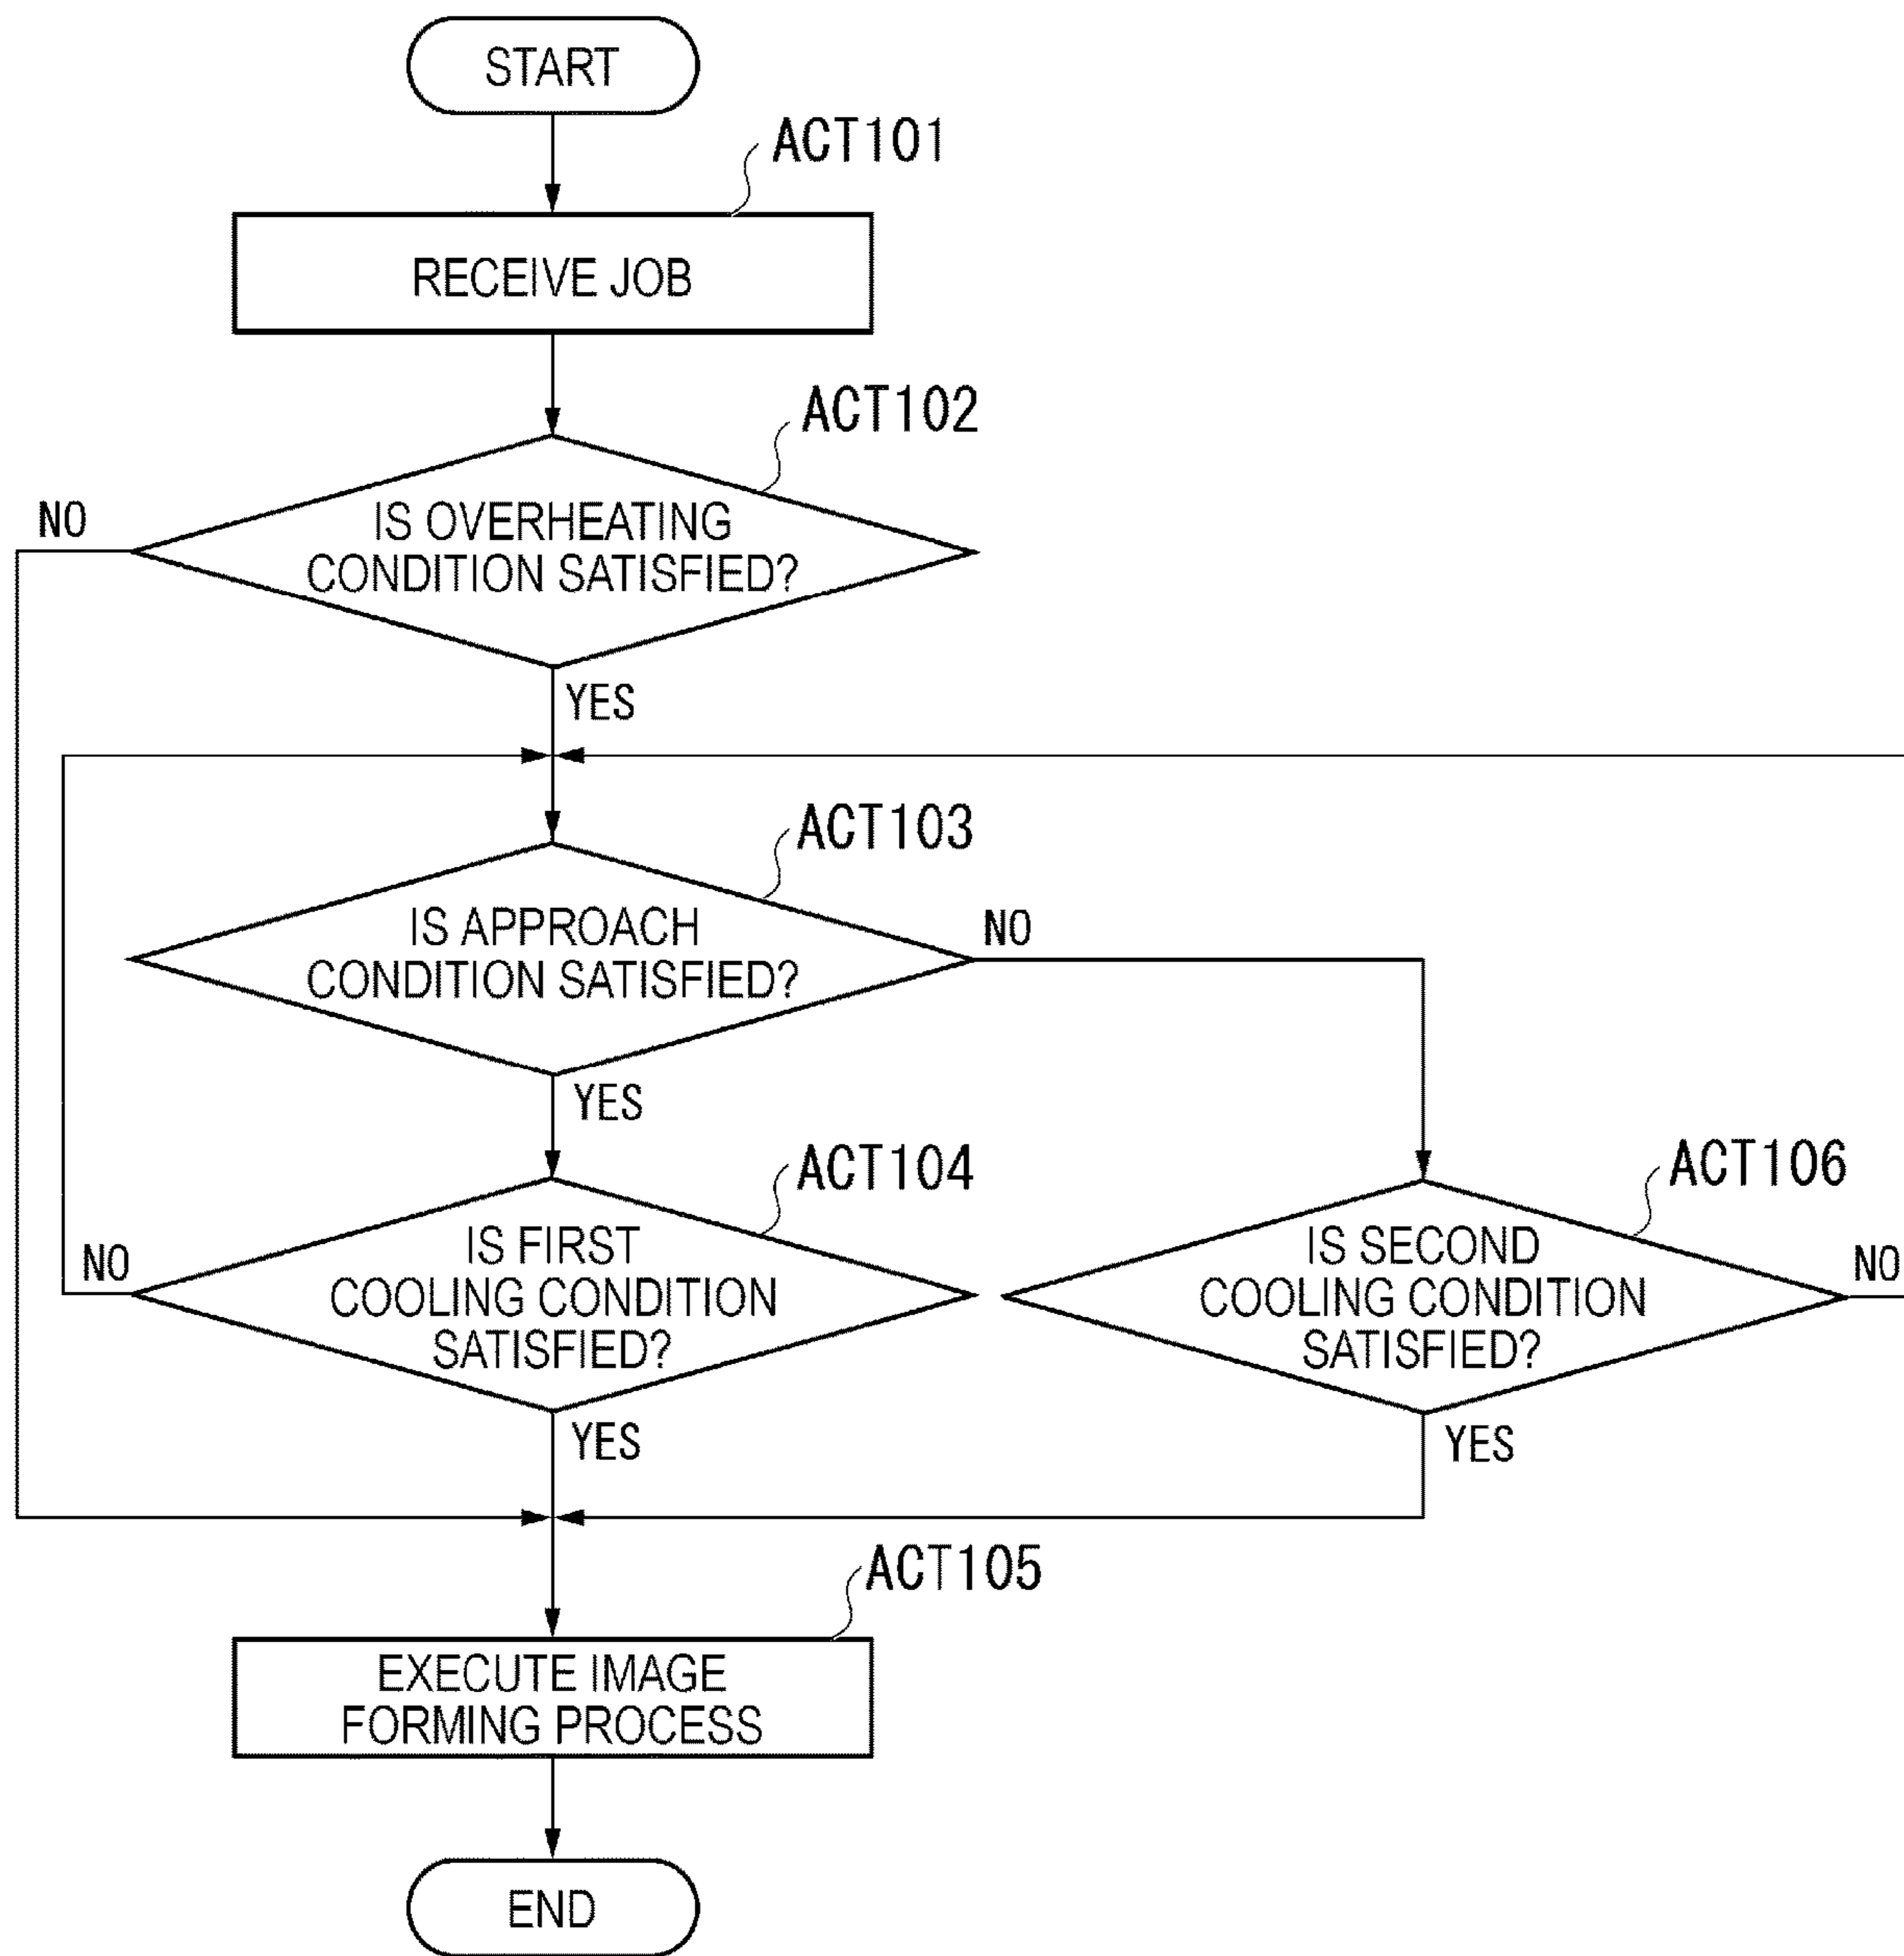 START
ACT101
RECEIVE JOB
ACT102
NO
IS OVERHEATING
CONDITION SATISFIED?
YES
ACT103
IS APPROACH
CONDITION SATISFIED?
NO
YES
ACT104
ACT106
NO
IS FIRST
COOLING CONDITION
SATISFIED?
IS SECOND
COOLING CONDITION
SATISFIED?
NO
YES
YES
ACT105
EXECUTE IMAGE
FORMING PROCESS
END